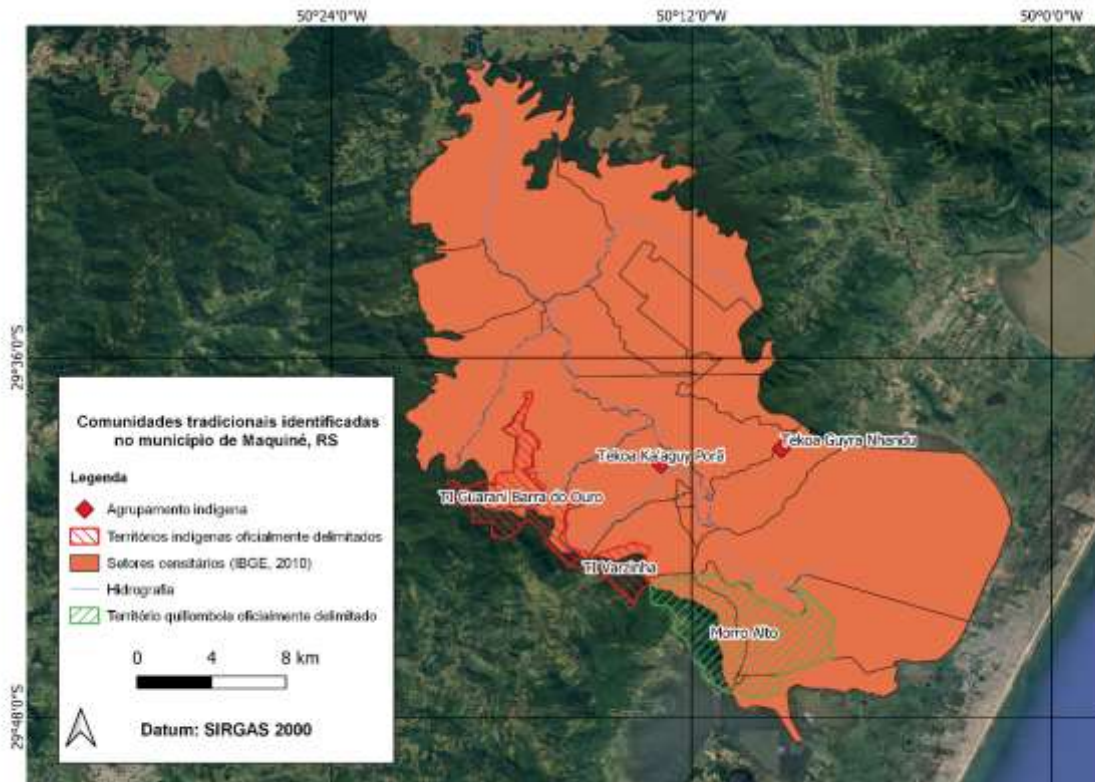 50°24'0"W
50°12'0"W
50°0'0"W
29°36'0"S
29°48'0"S
Tekoa Guyra Nhandu
Tekoa Ka'aguy Porã
TI Guarani Barra do Ouro
TI Varzinha
Morro Alto
Comunidades tradicionais identificadas
no município de Maquiné, RS
Legenda
Agrupamento indígena
Territórios indígenas oficialmente delimitados
Setores censitários (IBGE, 2010)
Hidrografia
Território quillombola oficialmente delimitado
0 4 8 km
Datum: SIRGAS 2000